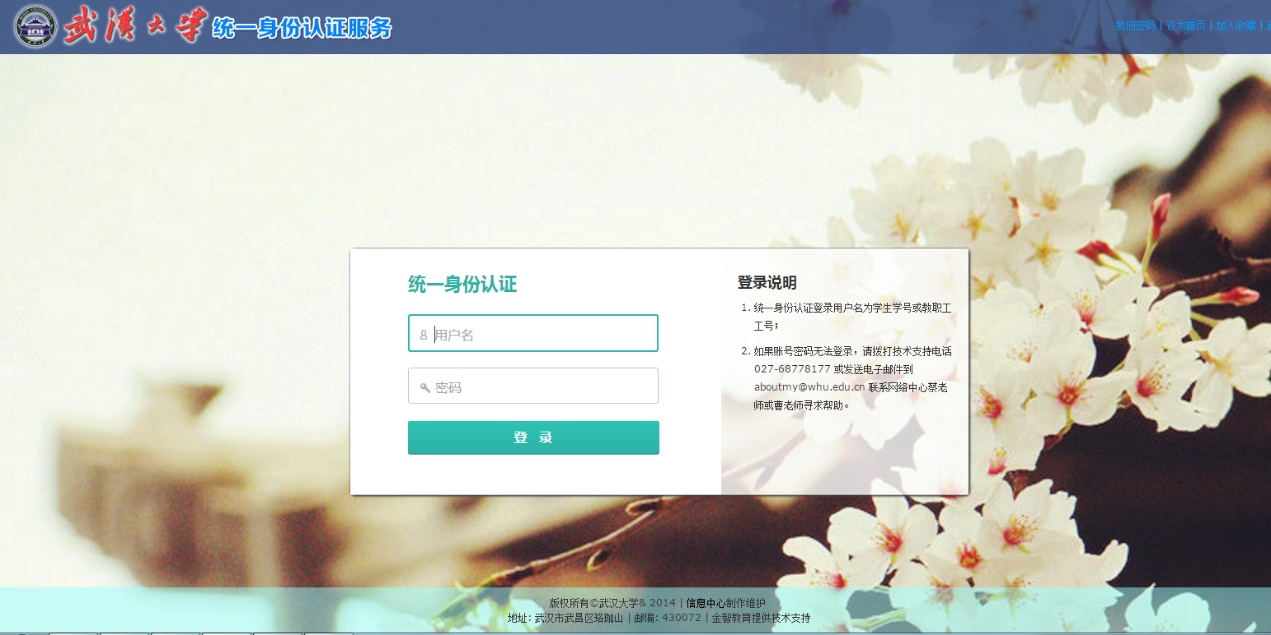 武漢大学 统一身份认证服务
找回密码 | 设为首页 | 加入收藏 |
统一身份认证
用户名
密码
登 录
登录说明
1. 统一身份认证登录用户名为学生学号或教职工
工号；
2. 如果账号密码无法登录，请拨打技术支持电话
027-68778177 或发送电子邮件到
aboutmy@whu.edu.cn 联系网络中心蔡老
师或曹老师寻求帮助。
版权所有©武汉大学& 2014 | 信息中心制作维护
地址: 武汉市武昌区珞珈山 | 邮编: 430072 | 金智教育提供技术支持